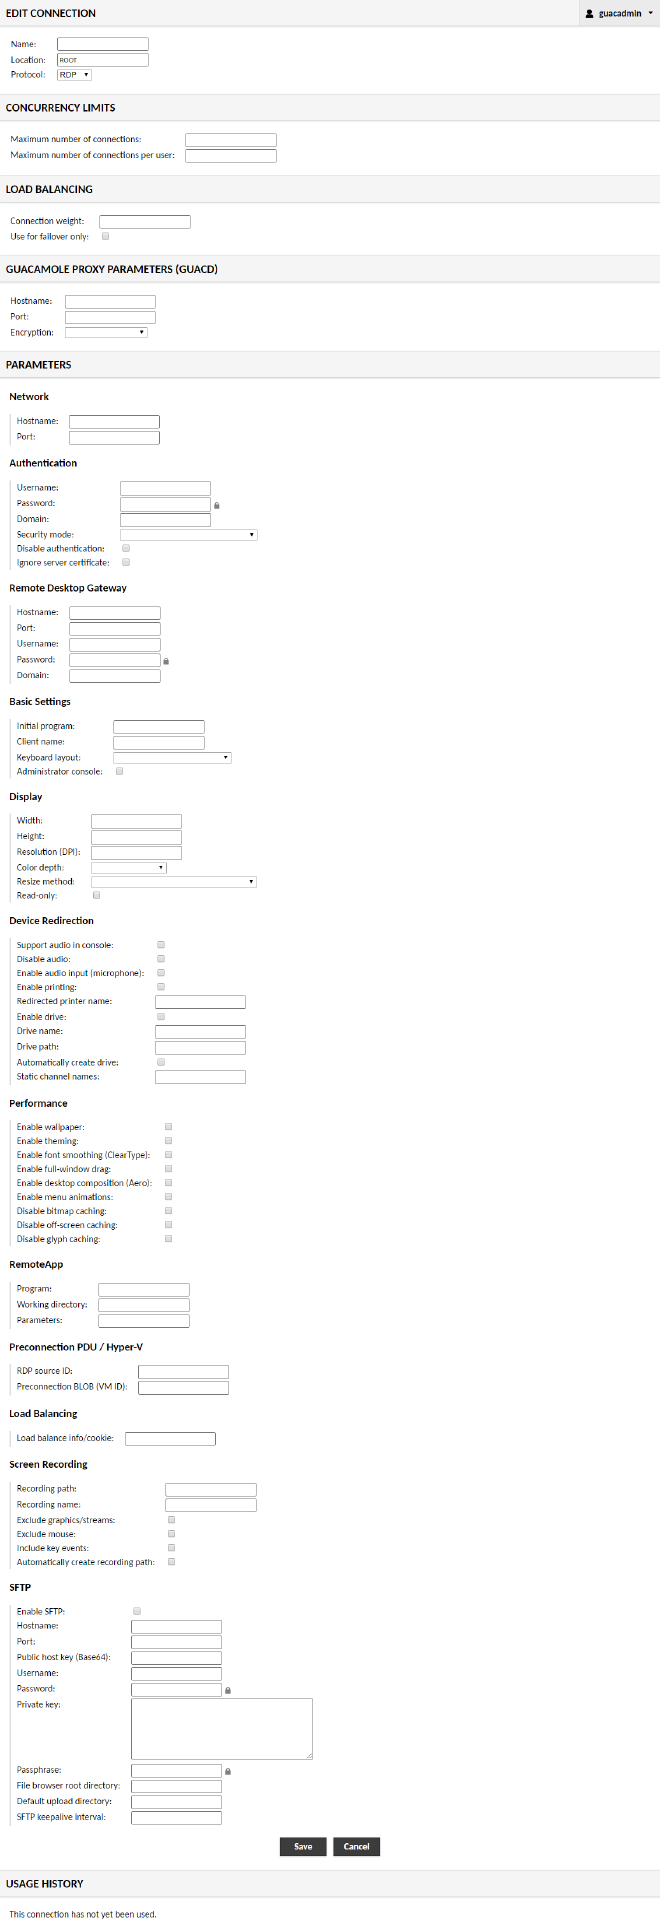 EDIT CONNECTION
guacadmin
Name:
Location: ROOT
Protocol: RDP
CONCURRENCY LIMITS
Maximum number of connections:
Maximum number of connections per user:
LOAD BALANCING
Connection weight:
Use for failover only:
GUACAMOLE PROXY PARAMETERS (GUACD)
Hostname:
Port:
Encryption:
PARAMETERS
Network
Hostname:
Port:
Authentication
Username:
Password:
Domain:
Security mode:
Disable authentication:
Ignore server certificate:
Remote Desktop Gateway
Hostname:
Port:
Username:
Password:
Domain:
Basic Settings
Initial program:
Client name:
Keyboard layout:
Administrator console:
Display
Width:
Height:
Resolution (DPI):
Color depth:
Resize method:
Read-only:
Device Redirection
Support audio in console:
Disable audio:
Enable audio input (microphone):
Enable printing:
Redirected printer name:
Enable drive:
Drive name:
Drive path:
Automatically create drive:
Static channel names:
Performance
Enable wallpaper:
Enable theming:
Enable font smoothing (ClearType):
Enable full-window drag:
Enable desktop composition (Aero):
Enable menu animations:
Disable bitmap caching:
Disable off-screen caching:
Disable glyph caching:
RemoteApp
Program:
Working directory:
Parameters:
Preconnection PDU / Hyper-V
RDP source ID:
Preconnection BLOB (VM ID):
Load Balancing
Load balance info/cookie:
Screen Recording
Recording path:
Recording name:
Exclude graphics/streams:
Exclude mouse:
Include key events:
Automatically create recording path:
SFTP
Enable SFTP:
Hostname:
Port:
Public host key (Base64):
Username:
Password:
Private key:
Passphrase:
File browser root directory:
Default upload directory:
SFTP keepalive interval:
Save Cancel
USAGE HISTORY
This connection has not yet been used.